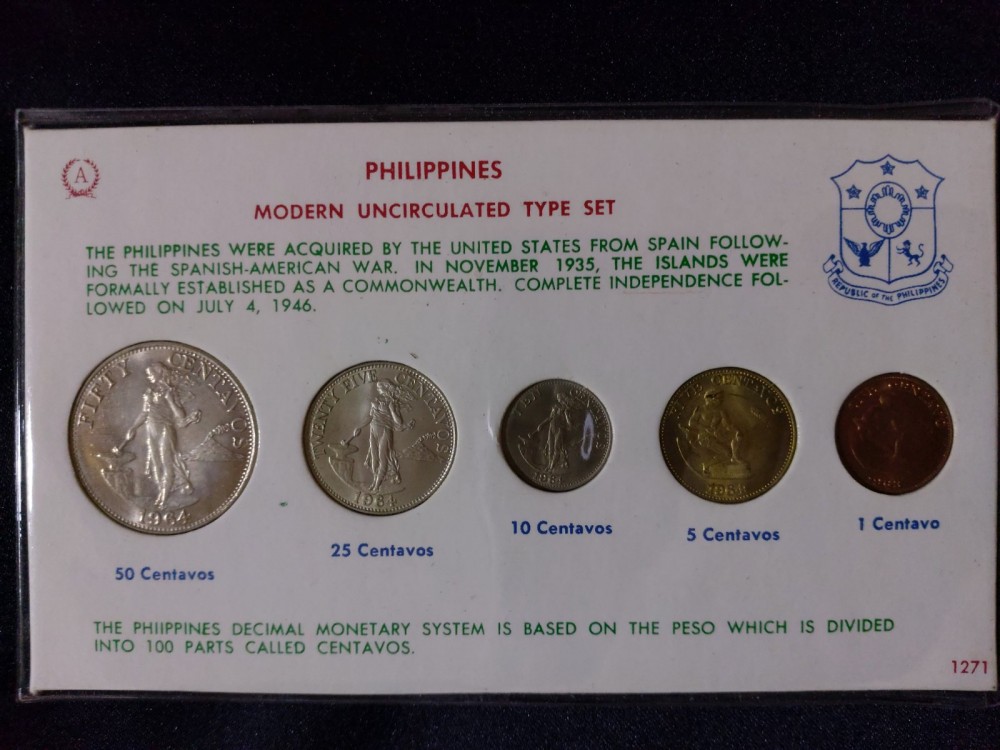 A
PHILIPPINES
MODERN UNCIRCULATED TYPE SET
THE PHILIPPINES WERE ACQUIRED BY THE UNITED STATES FROM SPAIN FOLLOW-
ING THE SPANISH-AMERICAN WAR. IN NOVEMBER 1935, THE ISLANDS WERE
FORMALLY ESTABLISHED AS A COMMONWEALTH. COMPLETE INDEPENDENCE FOL-
LOWED ON JULY 4, 1946.
REPUBLIC OF THE PHILIPPINES
FIFTY CENTAVOS
1964
TWENTY FIVE CENTAVOS
FIVE CENTAVOS
50 Centavos
25 Centavos
10 Centavos
5 Centavos
1 Centavo
THE PHIIPPINES DECIMAL MONETARY SYSTEM IS BASED ON THE PESO WHICH IS DIVIDED
INTO 100 PARTS CALLED CENTAVOS.
1271